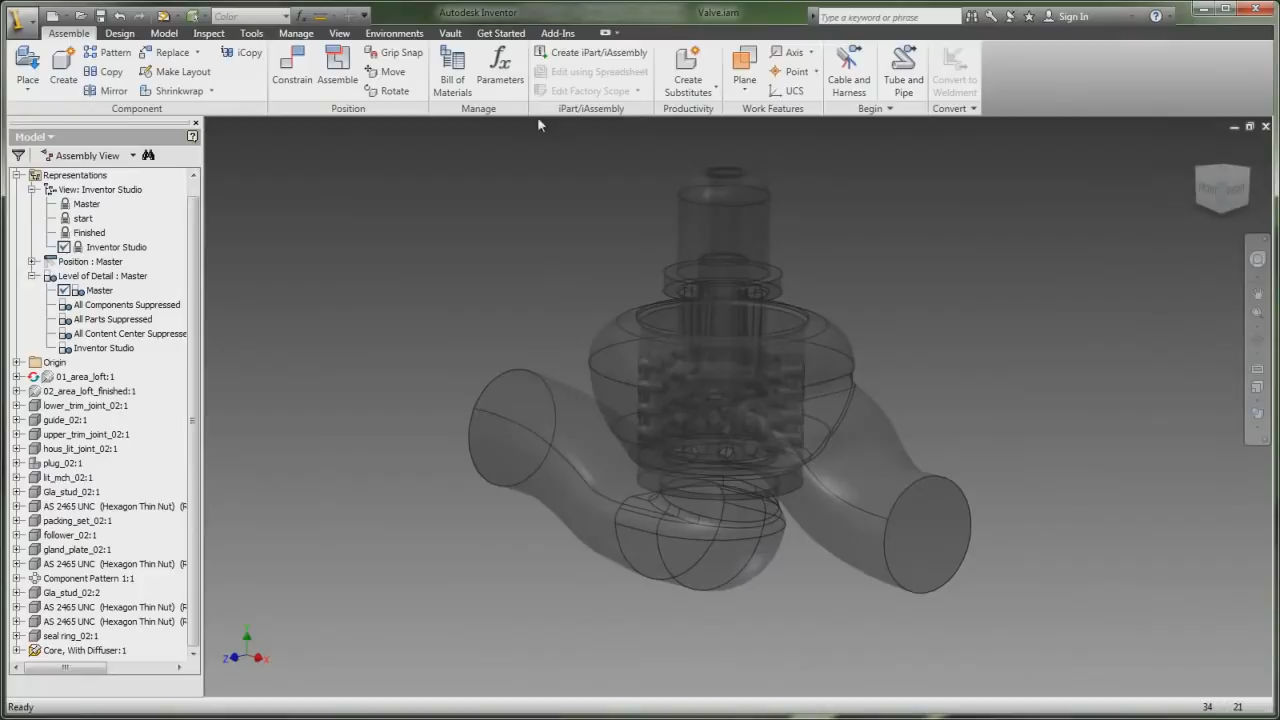 Color
Autodesk Inventor
Valve.iam
Type a keyword or phrase
Sign In
Assemble Design Model Inspect Tools Manage View Environments Vault Get Started Add-Ins
Pattern Replace iCopy Grip Snap Create iPart/iAssembly Axis
Place Create Copy Make Layout Constrain Assemble Move Bill of Materials Parameters Edit using Spreadsheet Create Substitutes Plane Point Cable and Harness Tube and Pipe Convert to Weldment
Mirror Shrinkwrap Rotate Edit Factory Scope UCS
Component Position Manage iPart/iAssembly Productivity Work Features Begin Convert
Model
Assembly View
Representations
View: Inventor Studio
Master
start
Finished
Inventor Studio
Position : Master
Level of Detail : Master
Master
All Components Suppressed
All Parts Suppressed
All Content Center Suppresse
Inventor Studio
Origin
01_area_loft:1
02_area_loft_finished:1
lower_trim_joint_02:1
guide_02:1
upper_trim_joint_02:1
hous_lit_joint_02:1
plug_02:1
lit_mch_02:1
Gla_stud_02:1
AS 2465 UNC (Hexagon Thin Nut) (
packing_set_02:1
follower_02:1
gland_plate_02:1
AS 2465 UNC (Hexagon Thin Nut) (
Component Pattern 1:1
Gla_stud_02:2
AS 2465 UNC (Hexagon Thin Nut) (
AS 2465 UNC (Hexagon Thin Nut) (
seal ring_02:1
Core, With Diffuser:1
Y
Z
X
Ready
34 21